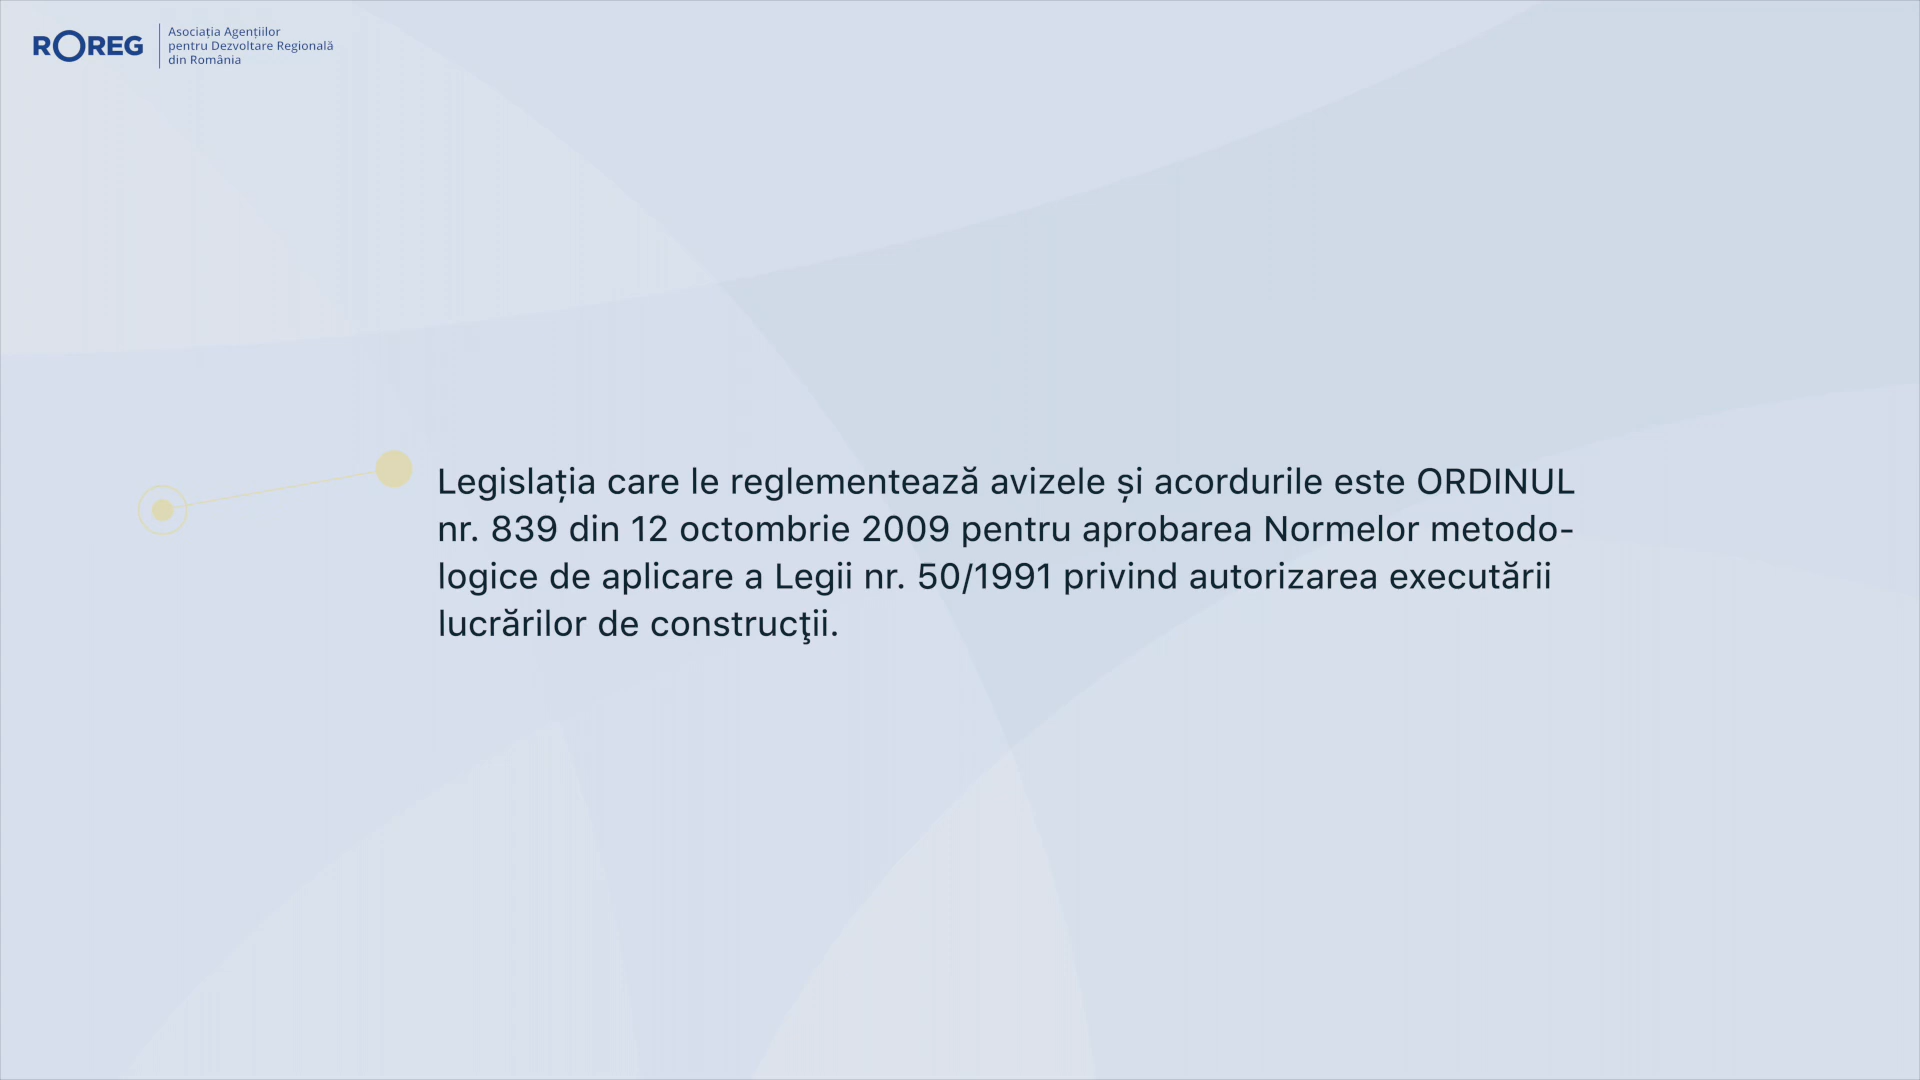 ROREG
Asociația Agențiilor
pentru Dezvoltare Regională
din România
Legislația care le reglementează avizele și acordurile este ORDINUL
nr. 839 din 12 octombrie 2009 pentru aprobarea Normelor metodo-
logice de aplicare a Legii nr. 50/1991 privind autorizarea executării
lucrărilor de construcţii.